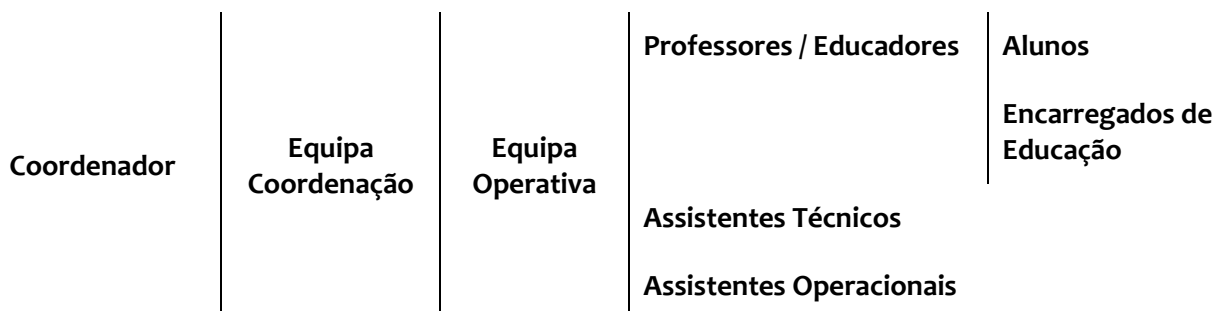 Coordenador
Equipa
Coordenação
Equipa
Operativa
Professores / Educadores
Assistentes Técnicos
Assistentes Operacionais
Alunos
Encarregados de
Educação